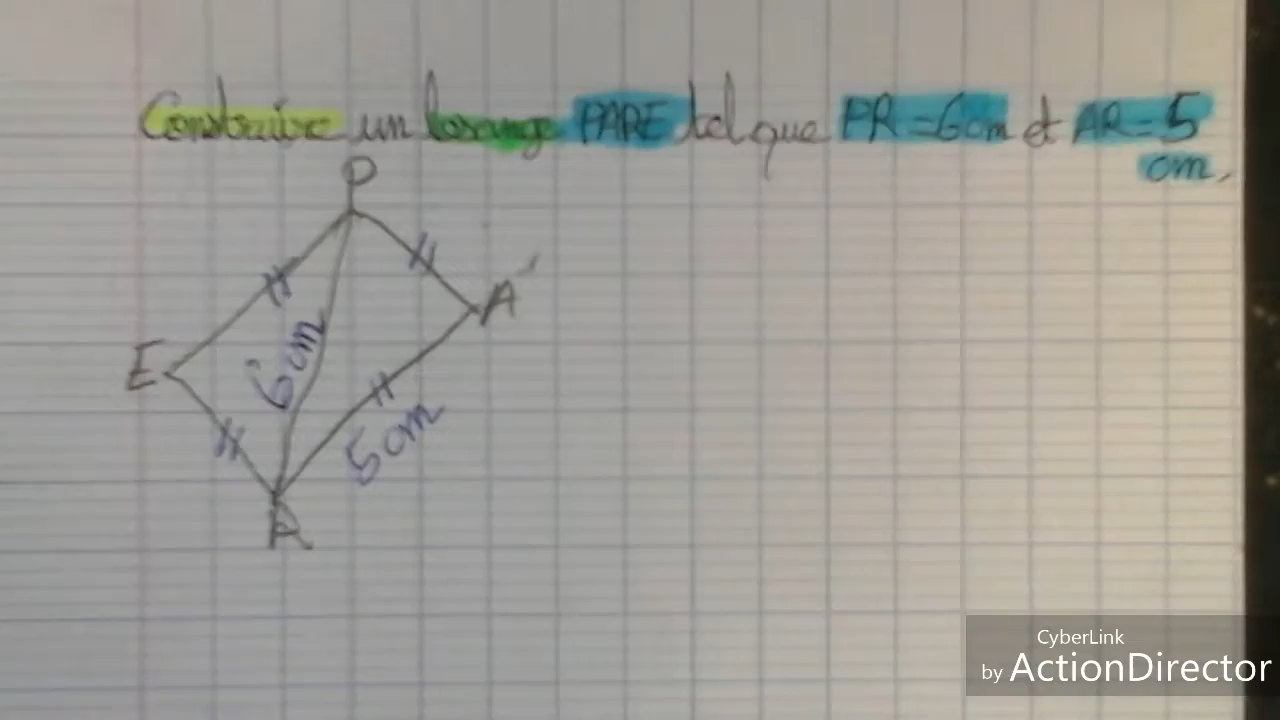 Construire un losange PARE tel que PR = 6cm et AR = 5
cm.
P
A
E
6cm
5cm
R
CyberLink
by ActionDirector